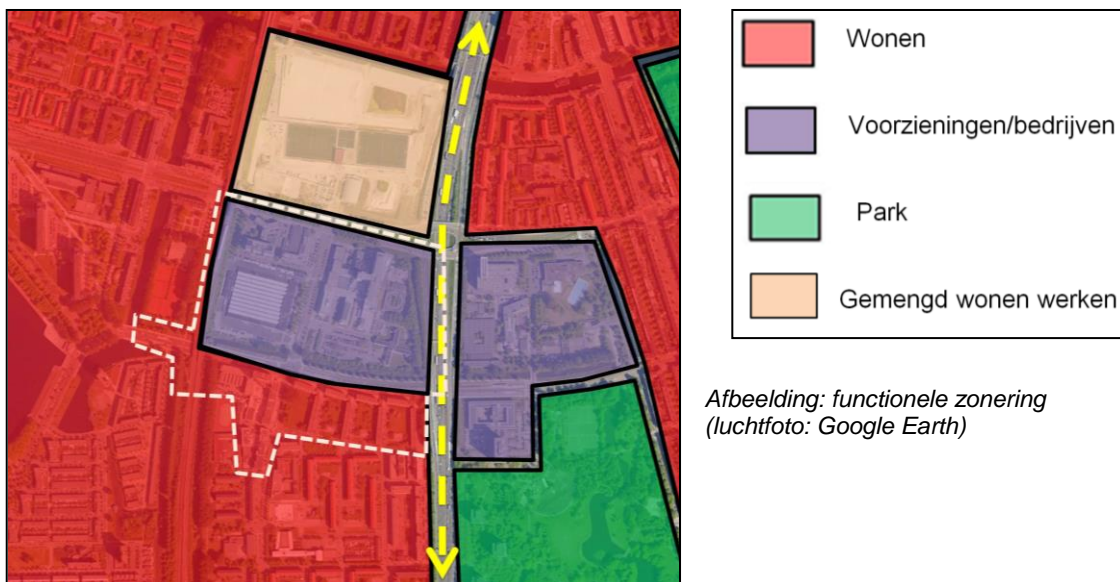 Wonen
Voorzieningen/bedrijven
Park
Gemengd wonen werken
Afbeelding: functionele zonering
(luchtfoto: Google Earth)